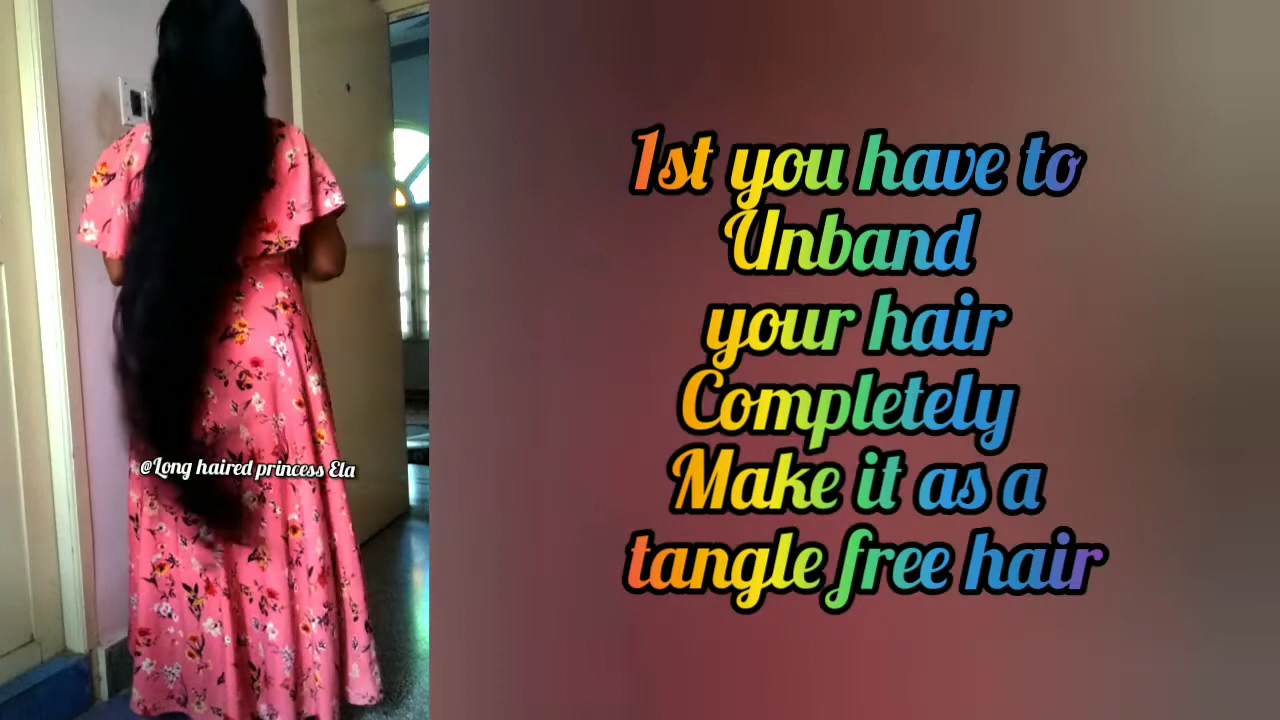 @Long haired princess Ela
1st you have to
Unband
your hair
Completely
Make it as a
tangle free hair